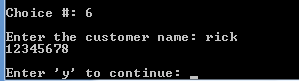 Choice #: 6
Enter the customer name: rick
12345678
Enter 'y' to continue: _